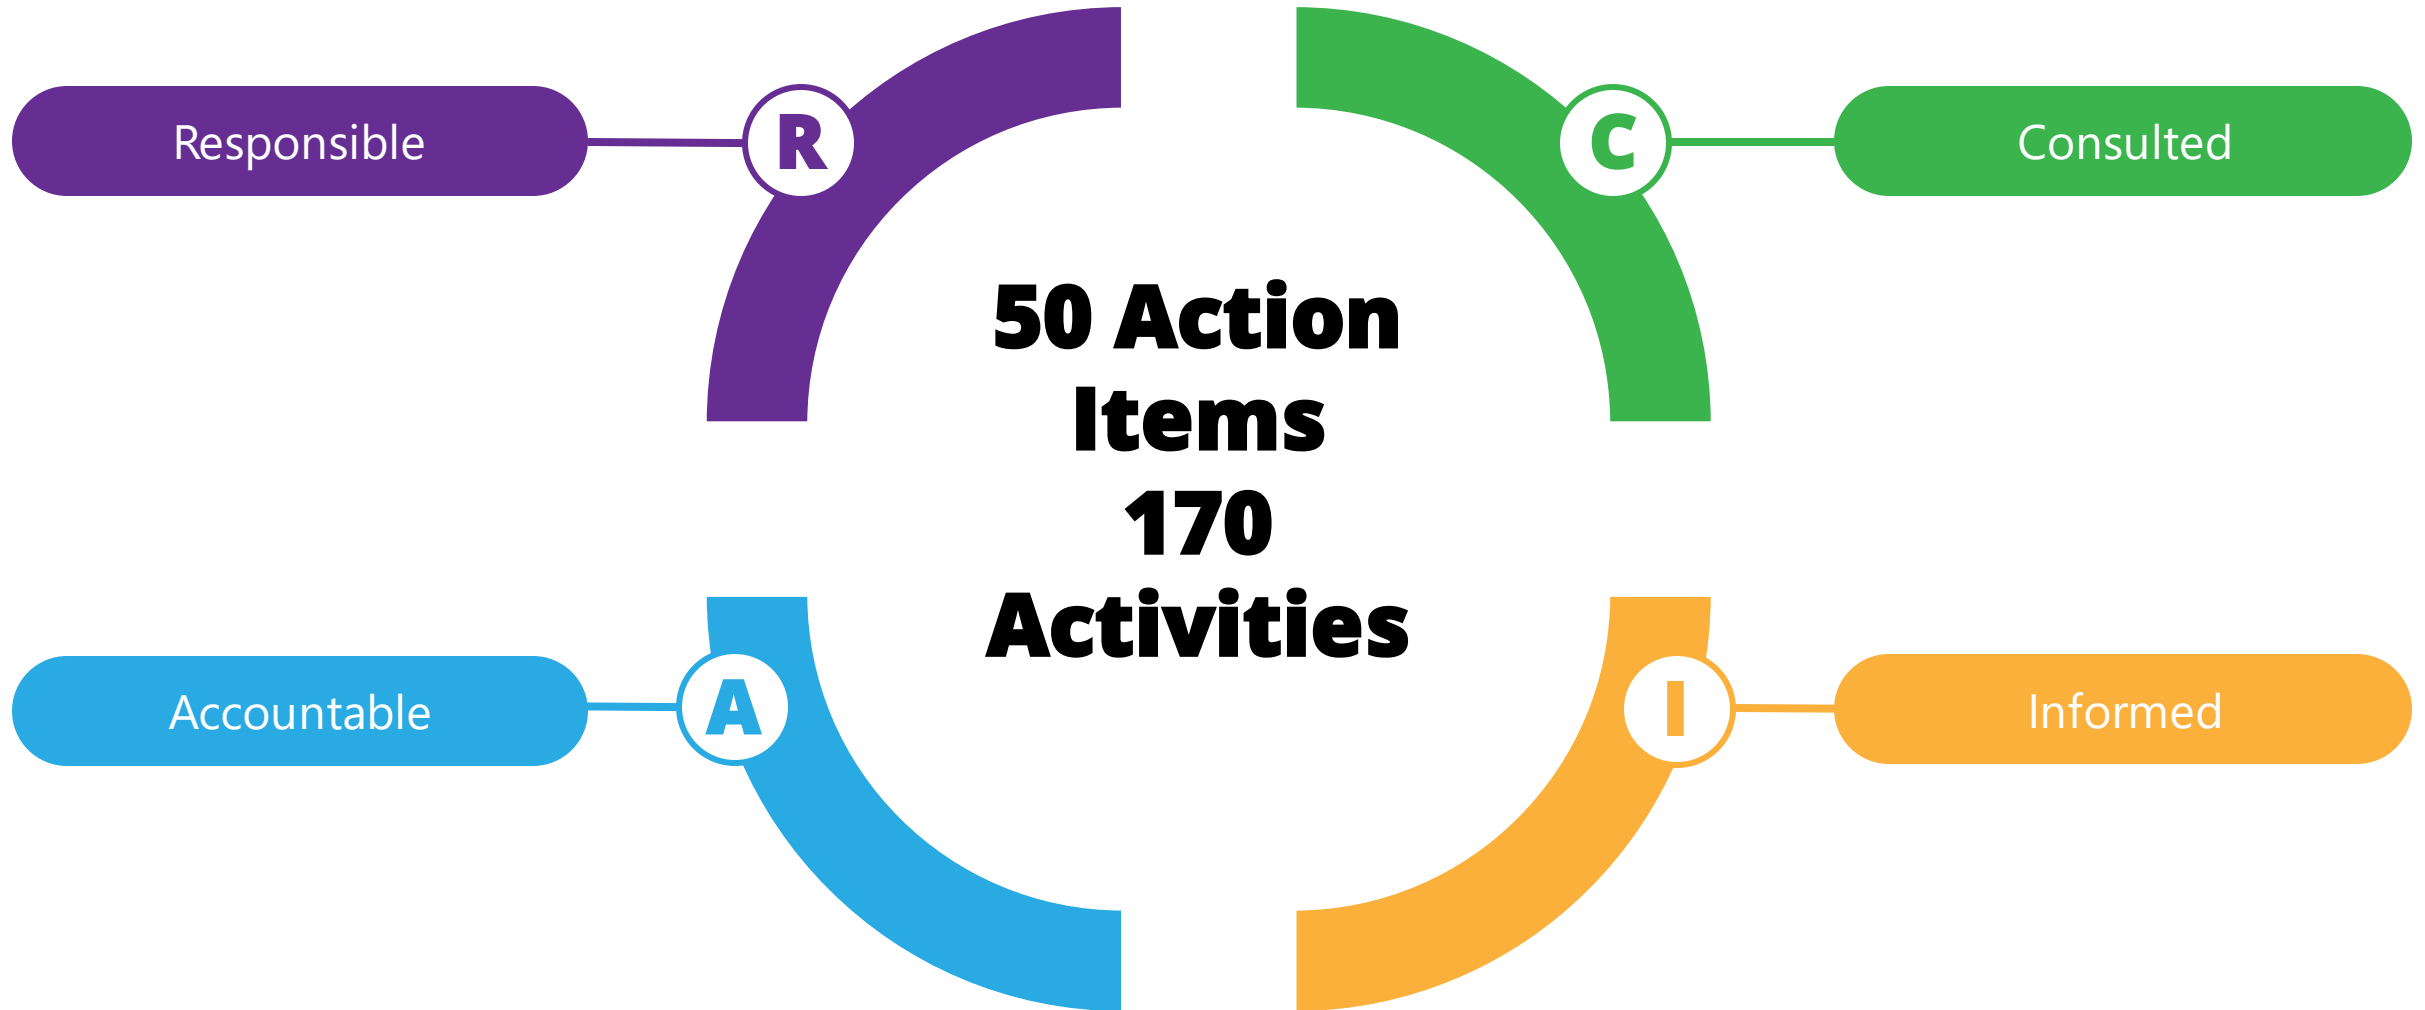 Responsible
R
C
Consulted
50 Action
Items
170
Activities
Accountable
A
I
Informed